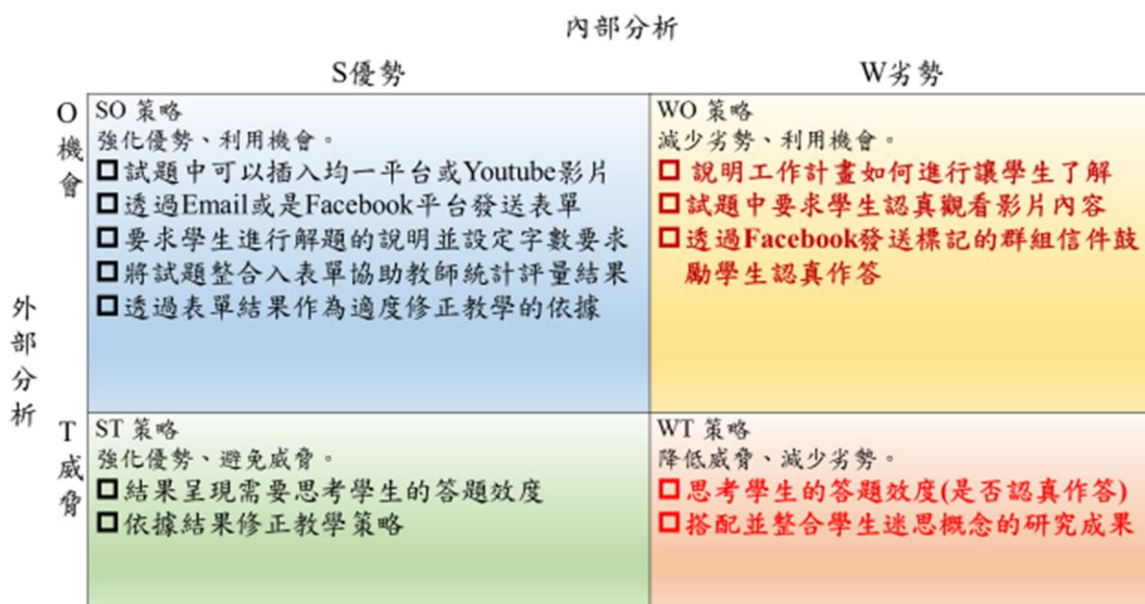 內部分析
S優勢
W劣勢
O機會
SO 策略
強化優勢、利用機會。
試題中可以插入均一平台或Youtube影片
透過Email或是Facebook平台發送表單
要求學生進行解題的說明並設定字數要求
將試題整合入表單協助教師統計評量結果
透過表單結果作為適度修正教學的依據
WO 策略
減少劣勢、利用機會。
說明工作計畫如何進行讓學生了解
試題中要求學生認真觀看影片內容
透過Facebook發送標記的群組信件鼓
勵學生認真作答
外部分析
T威脅
ST 策略
強化優勢、避免威脅。
結果呈現需要思考學生的答題效度
依據結果修正教學策略
WT 策略
降低威脅、減少劣勢。
思考學生的答題效度(是否認真作答)
搭配並整合學生迷思概念的研究成果